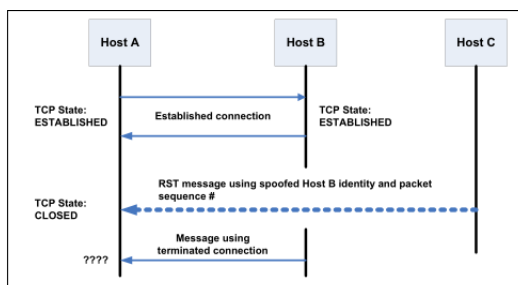 Host A
Host B
Host C
TCP State:
ESTABLISHED
Established connection
TCP State:
ESTABLISHED
RST message using spoofed Host B identity and packet
sequence #
TCP State:
CLOSED
Message using
terminated connection
????